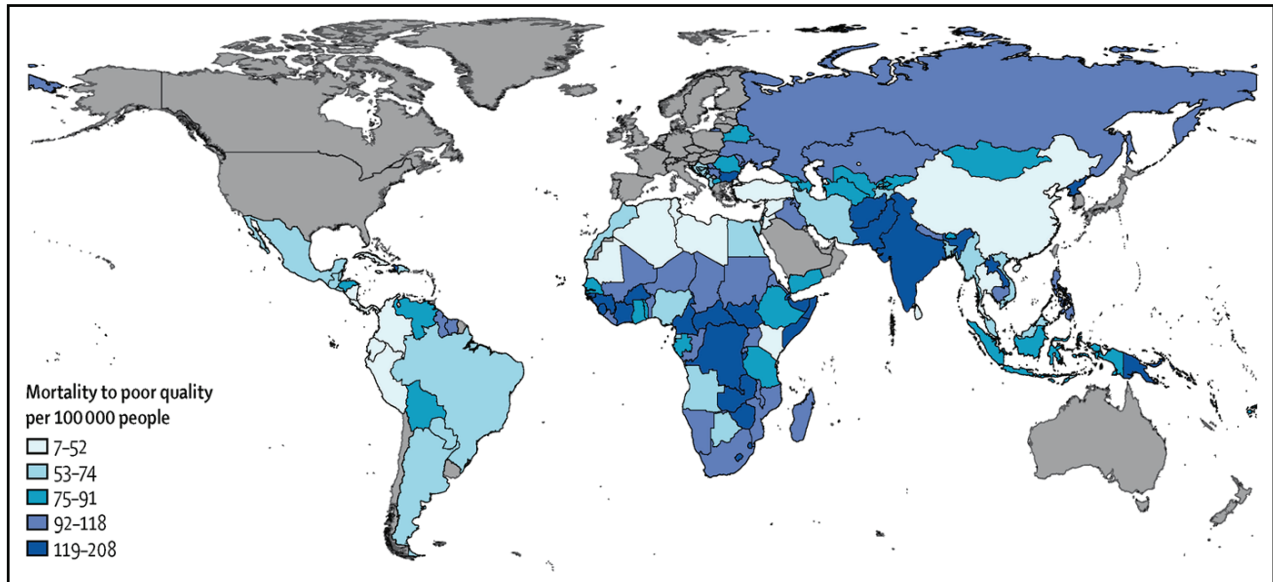 Mortality to poor quality
per 100 000 people
7–52
53–74
75–91
92–118
119–208